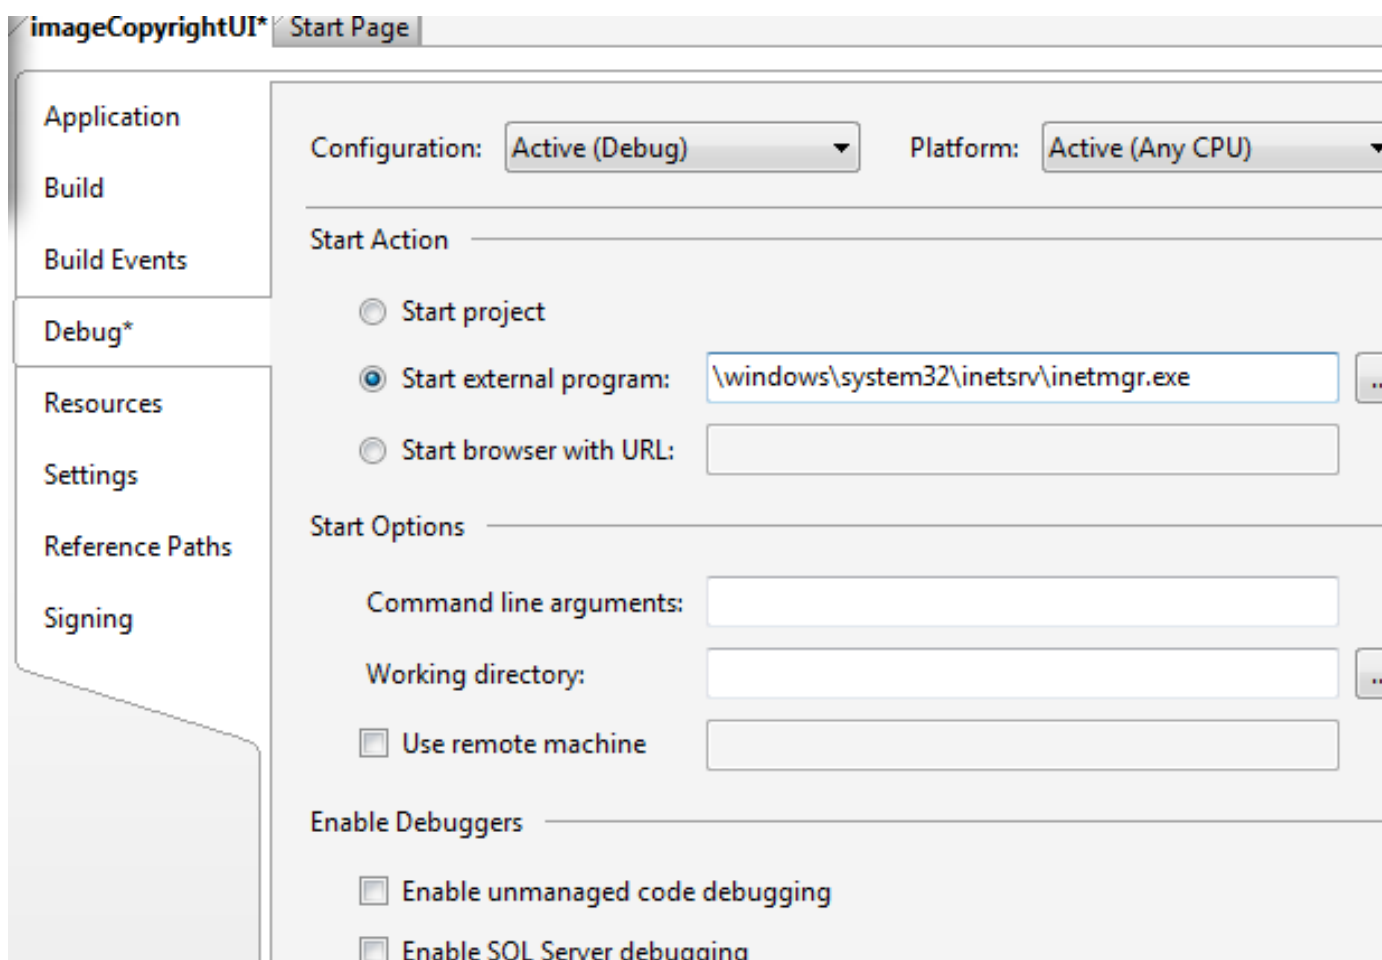 imageCopyrightUI* Start Page
Application
Configuration: Active (Debug) Platform: Active (Any CPU)
Build
Start Action
Build Events
Start project
Debug*
Start external program: \windows\system32\inetsrv\inetmgr.exe ..
Resources
Start browser with URL:
Settings
Start Options
Reference Paths
Command line arguments:
Signing
Working directory: ..
Use remote machine
Enable Debuggers
Enable unmanaged code debugging
Enable SQL Server debugging